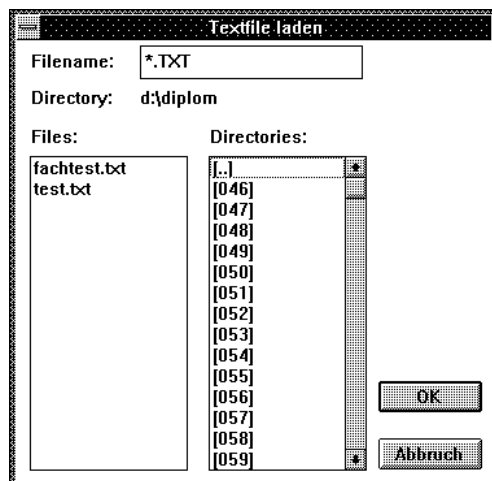 Textfile laden
Filename: *.TXT
Directory: d:\diplom
Files: Directories:
fachtest.txt [..]
test.txt [046]
[047]
[048]
[049]
[050]
[051]
[052]
[053]
[054]
[055]
[056]
[057]
[058]
[059]
OK
Abbruch